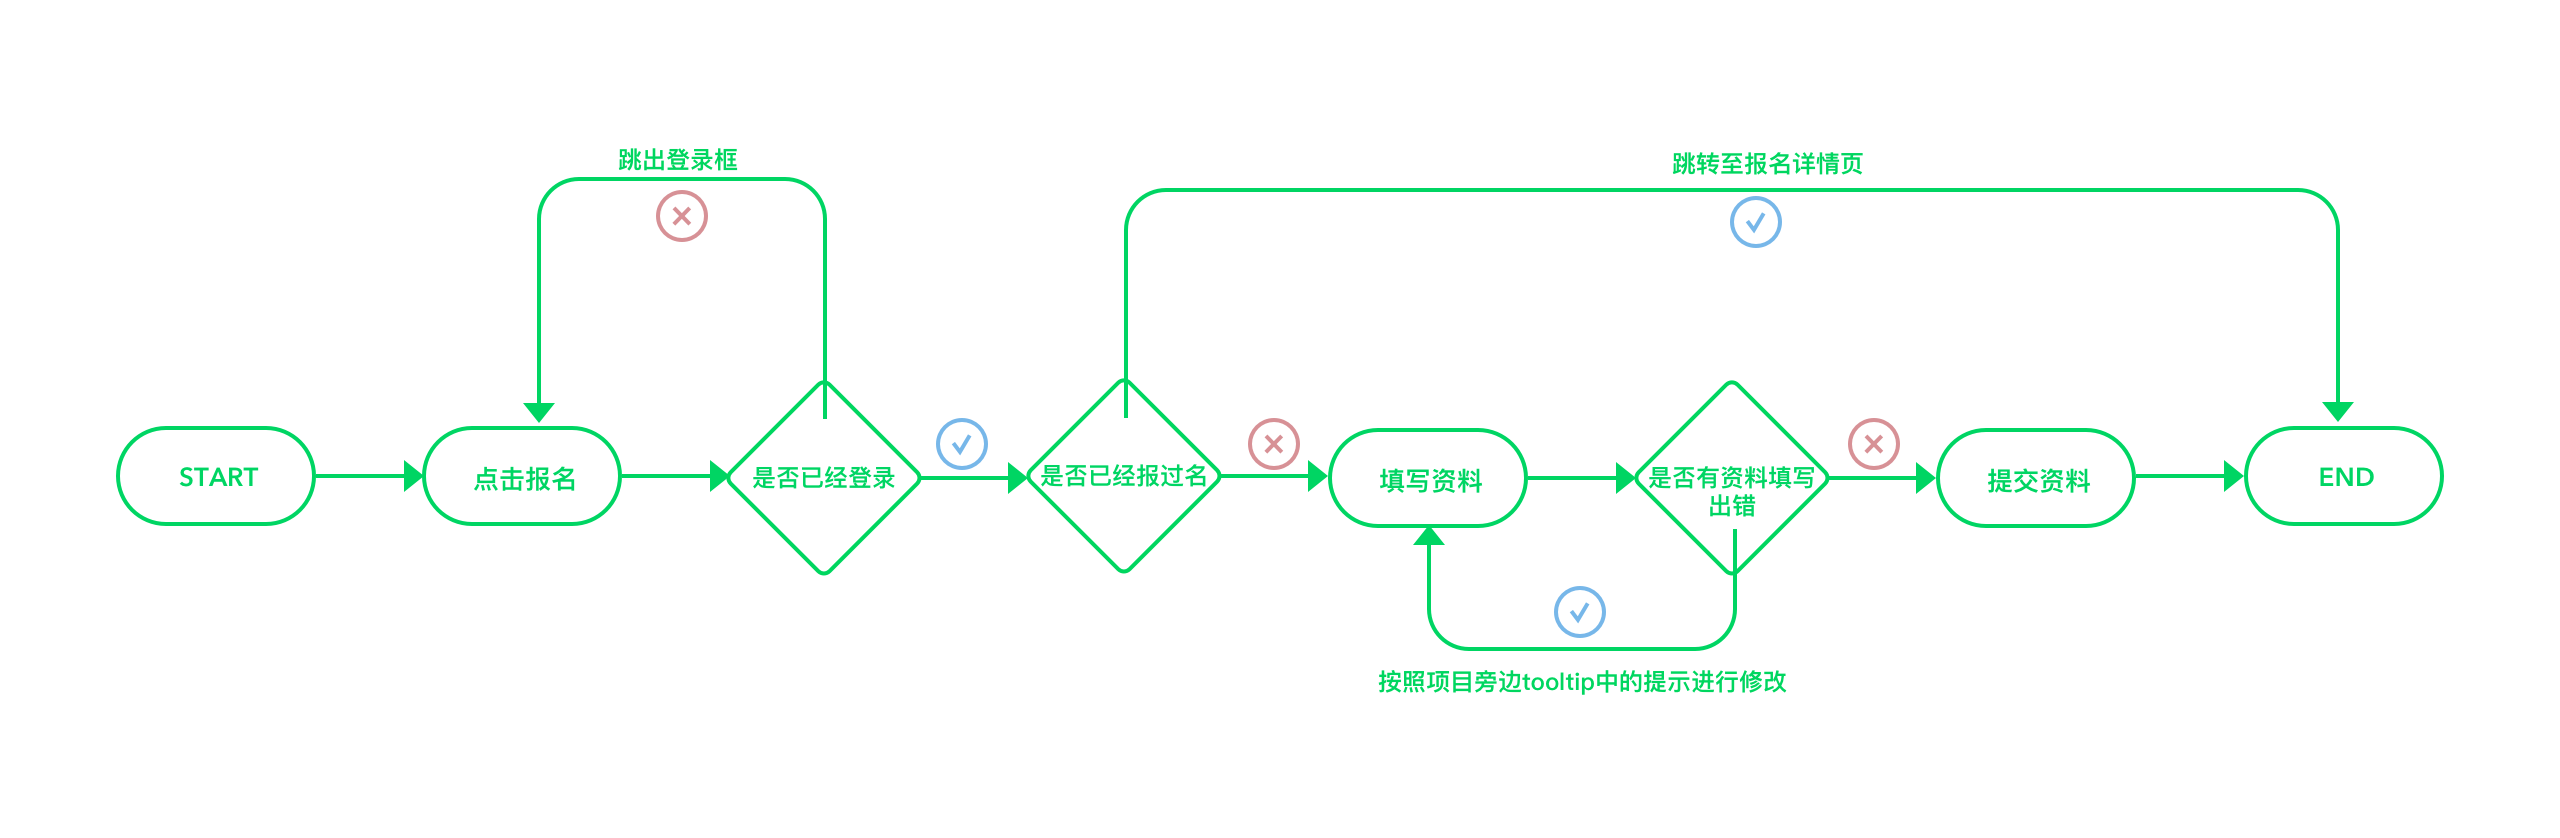 跳出登录框
跳转至报名详情页
START
点击报名
是否已经登录
是否已经报过名
填写资料
是否有资料填写
出错
提交资料
END
按照项目旁边tooltip中的提示进行修改